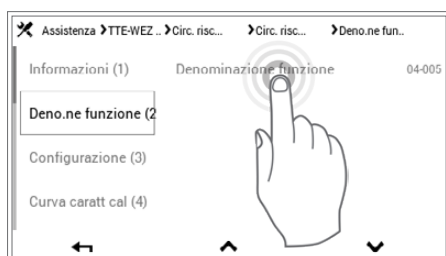 Assistenza > TTE-WEZ .. > Circ. risc... > Circ. risc... > Deno.ne fun..
Informazioni (1)
Denominazione funzione
04-005
Deno.ne funzione (2
Configurazione (3)
Curva caratt cal (4)